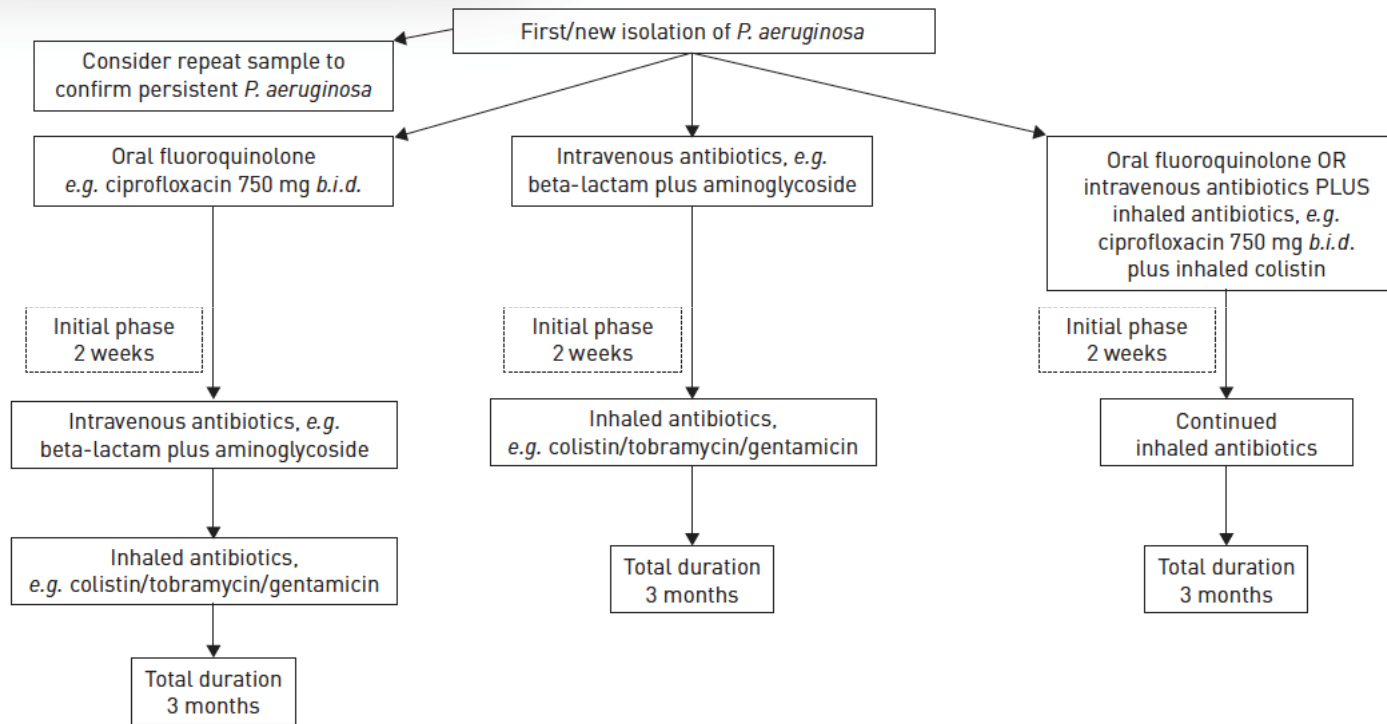 First/new isolation of P. aeruginosa
Consider repeat sample to
confirm persistent P. aeruginosa
Oral fluoroquinolone
e.g. ciprofloxacin 750 mg b.i.d.
Intravenous antibiotics, e.g.
beta-lactam plus aminoglycoside
Oral fluoroquinolone OR
intravenous antibiotics PLUS
inhaled antibiotics, e.g.
ciprofloxacin 750 mg b.i.d.
plus inhaled colistin
Initial phase
2 weeks
Initial phase
2 weeks
Initial phase
2 weeks
Intravenous antibiotics, e.g.
beta-lactam plus aminoglycoside
Inhaled antibiotics,
e.g. colistin/tobramycin/gentamicin
Continued
inhaled antibiotics
Inhaled antibiotics,
e.g. colistin/tobramycin/gentamicin
Total duration
3 months
Total duration
3 months
Total duration
3 months